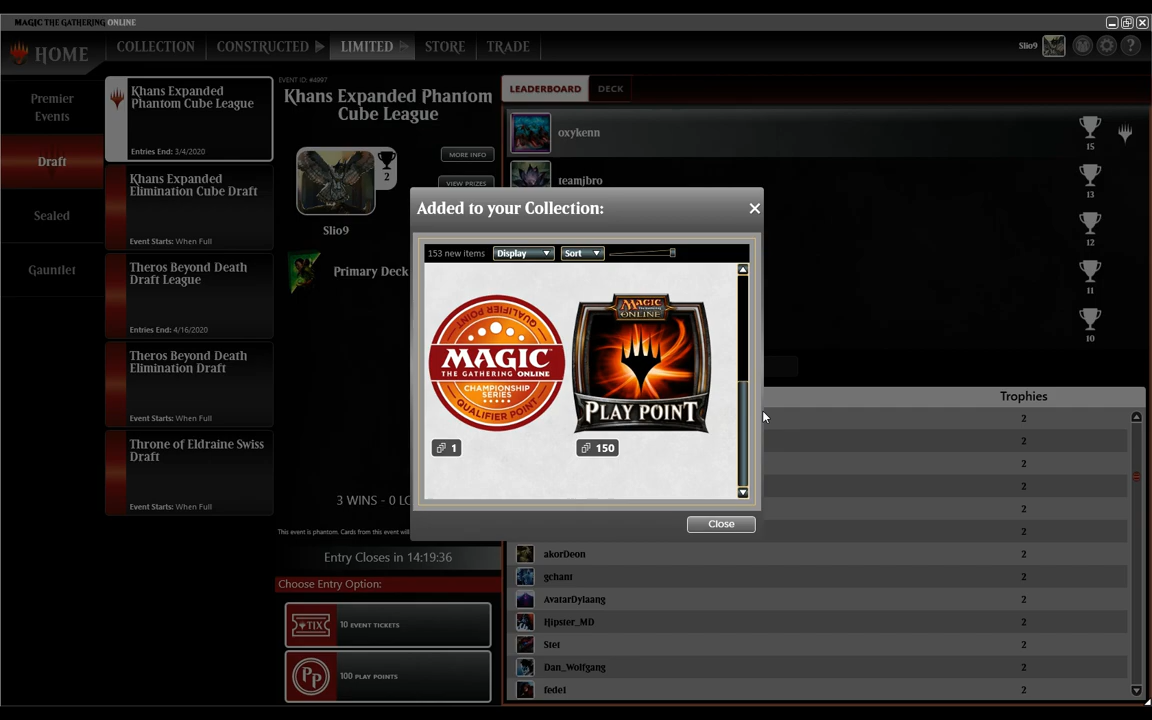 MAGIC THE GATHERING ONLINE
HOME
COLLECTION
CONSTRUCTED
LIMITED
STORE
TRADE
Slio9
?
Premier
Events
Draft
Sealed
Gauntlet
Khans Expanded
Phantom Cube League
Entries End: 3/4/2020
Khans Expanded
Elimination Cube Draft
Event Starts: When Full
Theros Beyond Death
Draft League
Entries End: 4/16/2020
Theros Beyond Death
Elimination Draft
Event Starts: When Full
Throne of Eldraine Swiss
Draft
Event Starts: When Full
EVENT ID: #4997
Khans Expanded Phantom
Cube League
2
MORE INFO
VIEW PRIZES
Slio9
Primary Deck
3 WINS - 0 LO
This event is phantom. Cards from this event will
Entry Closes in 14:19:36
Choose Entry Option:
TIX
10 EVENT TICKETS
PP
100 PLAY POINTS
LEADERBOARD
DECK
oxykenn
15
teamjbro
13
12
11
10
Added to your Collection:
153 new items
Display
Sort
QUALIFIER POINT
MAGIC
THE GATHERING ONLINE
CHAMPIONSHIP
SERIES
QUALIFIER POINT
MAGIC
ONLINE
PLAY POINT
1
150
Close
Trophies
2
2
2
2
2
2
akorDeon 2
gchant 2
AvatarDylaang 2
Hipster_MD 2
Stet 2
Dan_Wolfgang 2
fede1 2